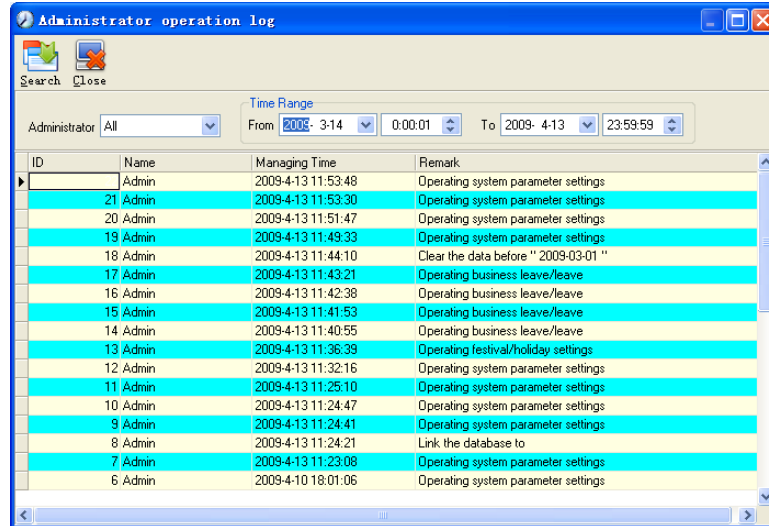 Administrator operation log
Search Close
Time Range
Administrator All From 2009- 3-14 0:00:01 To 2009- 4-13 23:59:59
ID Name Managing Time Remark
Admin 2009-4-13 11:53:48 Operating system parameter settings
21 Admin 2009-4-13 11:53:30 Operating system parameter settings
20 Admin 2009-4-13 11:51:47 Operating system parameter settings
19 Admin 2009-4-13 11:49:33 Operating system parameter settings
18 Admin 2009-4-13 11:44:10 Clear the data before " 2009-03-01 "
17 Admin 2009-4-13 11:43:21 Operating business leave/leave
16 Admin 2009-4-13 11:42:38 Operating business leave/leave
15 Admin 2009-4-13 11:41:53 Operating business leave/leave
14 Admin 2009-4-13 11:40:55 Operating business leave/leave
13 Admin 2009-4-13 11:36:39 Operating festival/holiday settings
12 Admin 2009-4-13 11:32:16 Operating system parameter settings
11 Admin 2009-4-13 11:25:10 Operating system parameter settings
10 Admin 2009-4-13 11:24:47 Operating system parameter settings
9 Admin 2009-4-13 11:24:41 Operating system parameter settings
8 Admin 2009-4-13 11:24:21 Link the database to
7 Admin 2009-4-13 11:23:08 Operating system parameter settings
6 Admin 2009-4-10 18:01:06 Operating system parameter settings